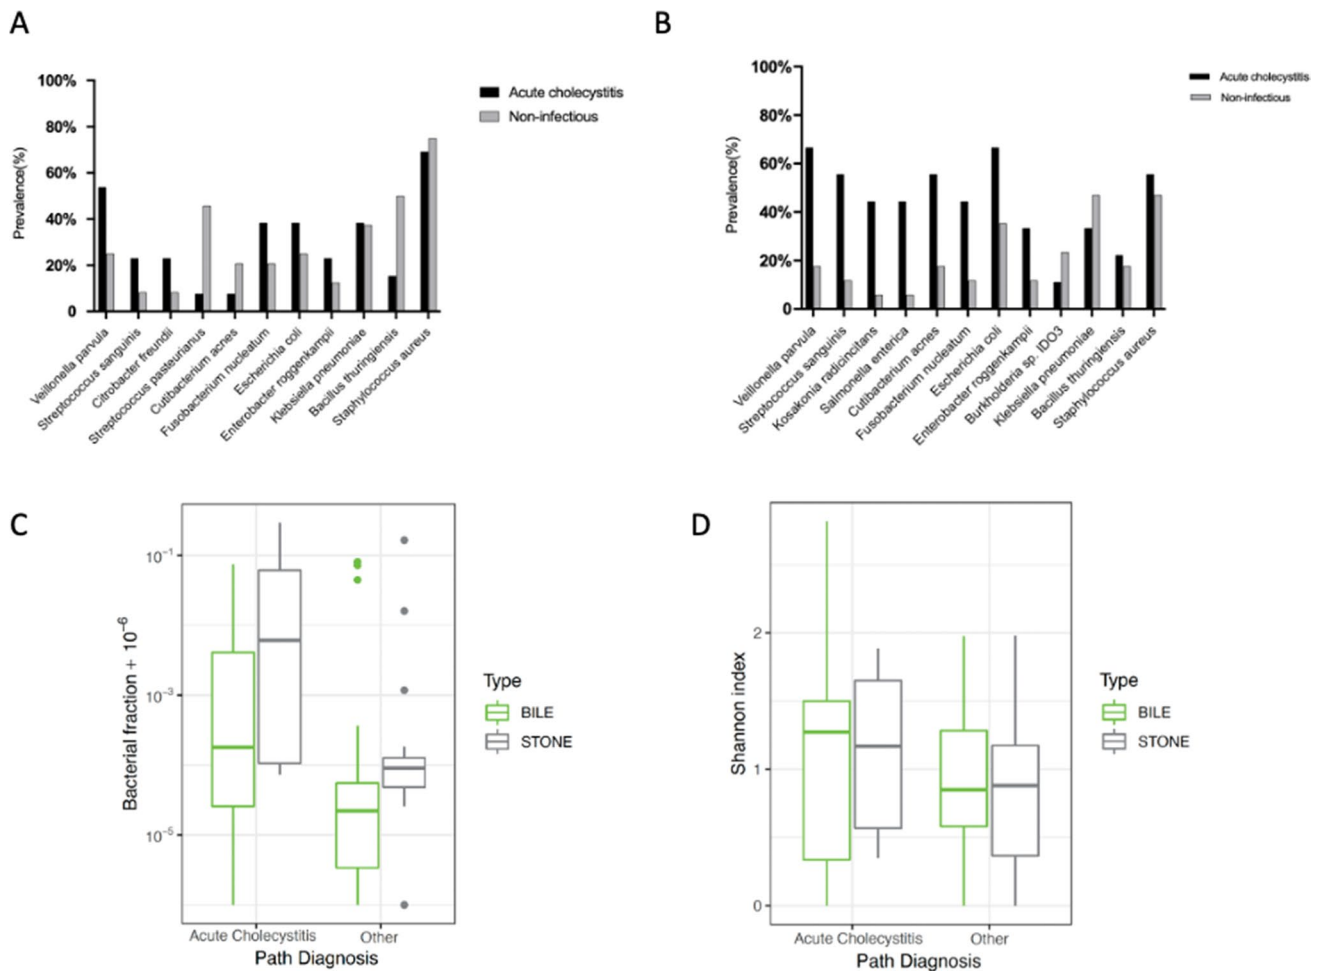 A
100%
80%
60%
40%
20%
0
Prevalence(%)
Acute cholecystitis
Non-infectious
Veillonella parvula
Streptococcus sanguinis
Citrobacter freundii
Streptococcus pasteurianus
Cutibacterium acnes
Fusobacterium nucleatum
Escherichia coli
Enterobacter roggenkampii
Klebsiella pneumoniae
Bacillus thuringiensis
Staphylococcus aureus
B
100%
80%
60%
40%
20%
0
Prevalence(%)
Acute cholecystitis
Non-infectious
Veillonella parvula
Streptococcus sanguinis
Kosakonia radicincitans
Salmonella enterica
Cutibacterium acnes
Fusobacterium nucleatum
Escherichia coli
Enterobacter roggenkampii
Burkholderia sp. IDO3
Klebsiella pneumoniae
Bacillus thuringiensis
Staphylococcus aureus
C
10⁻¹
10⁻³
10⁻⁵
Bacterial fraction + 10⁻⁶
Acute Cholecystitis
Other
Path Diagnosis
Type
BILE
STONE
D
2
1
0
Shannon index
Acute Cholecystitis
Other
Path Diagnosis
Type
BILE
STONE